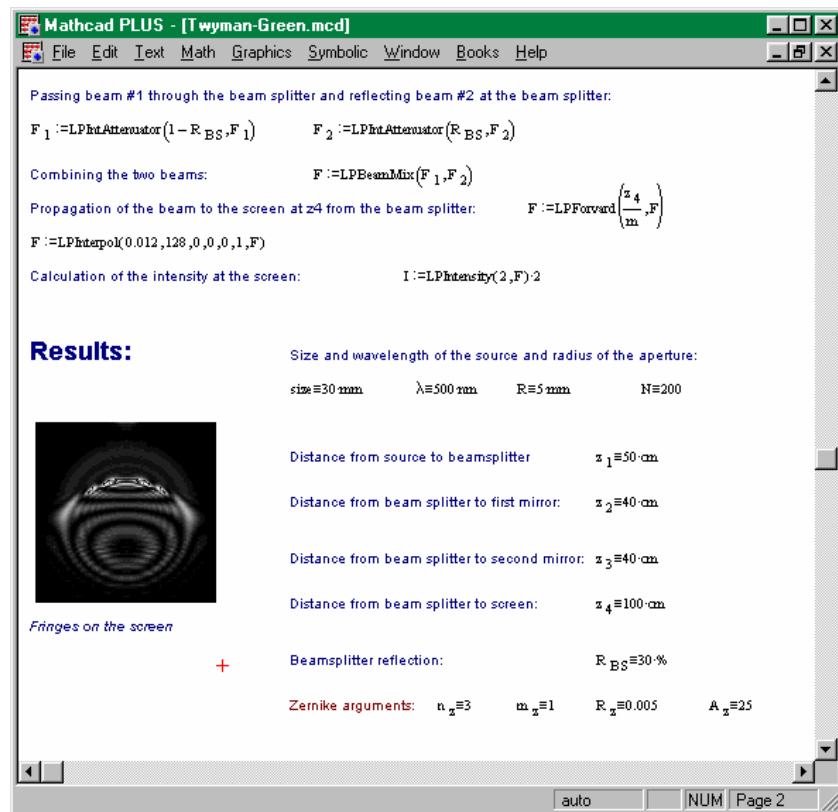 Mathcad PLUS - [Twyman-Green.mcd]
File Edit Text Math Graphics Symbolic Window Books Help
Passing beam #1 through the beam splitter and reflecting beam #2 at the beam splitter:
F 1 :=LPIntAttenuator(1−R BS,F 1) F 2 :=LPIntAttenuator(R BS,F 2)
Combining the two beams: F :=LPBeamMix(F 1,F 2)
Propagation of the beam to the screen at z4 from the beam splitter: F :=LPForvard(z 4/m,F)
F :=LPInterpol(0.012,128,0,0,0,1,F)
Calculation of the intensity at the screen: I :=LPIntensity(2,F)·2
Results:
Size and wavelength of the source and radius of the aperture:
size≡30·mm λ≡500·nm R≡5·mm N≡200
Distance from source to beamsplitter z 1≡50·cm
Distance from beam splitter to first mirror: z 2≡40·cm
Distance from beam splitter to second mirror: z 3≡40·cm
Distance from beam splitter to screen: z 4≡100·cm
Fringes on the screen
Beamsplitter reflection: R BS≡30·%
Zernike arguments: n z≡3 m z≡1 R z≡0.005 A z≡25
auto NUM Page 2